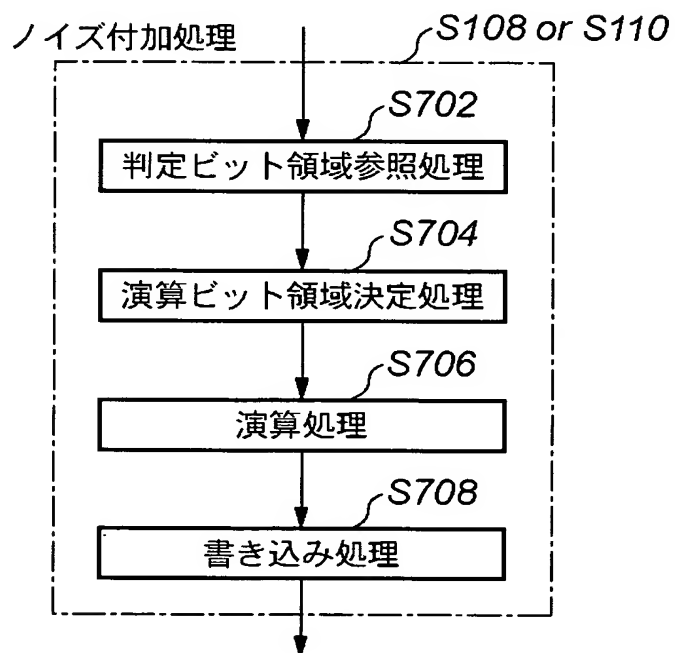 ノイズ付加処理
S108 or S110
S702
判定ビット領域参照処理
S704
演算ビット領域決定処理
S706
演算処理
S708
書き込み処理